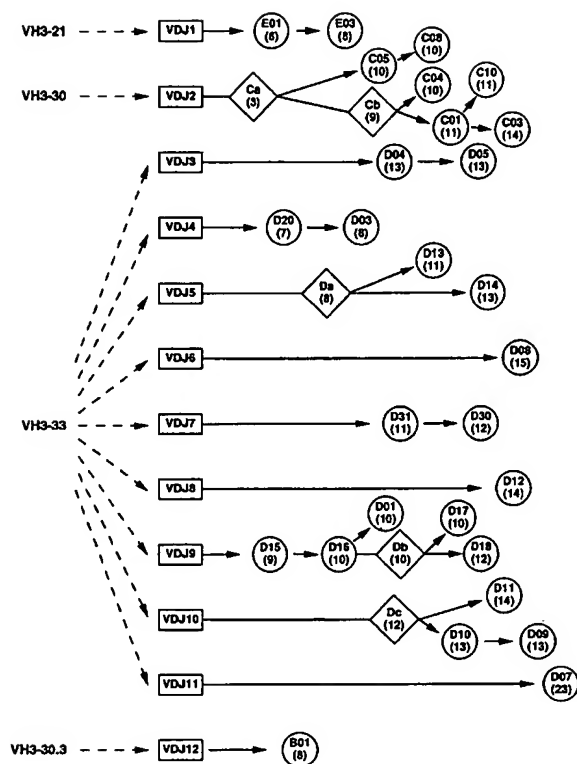 VH3-21
VDJ1
E01
(6)
E03
(8)
VH3-30
VDJ2
Ca
(3)
C05
(10)
C08
(10)
Cb
(9)
C04
(10)
C01
(11)
C10
(11)
C03
(14)
VDJ3
D04
(13)
D05
(13)
VDJ4
D20
(7)
D03
(8)
VDJ5
Da
(8)
D13
(11)
D14
(13)
VDJ6
D08
(15)
VH3-33
VDJ7
D31
(11)
D30
(12)
VDJ8
D12
(14)
VDJ9
D15
(9)
D16
(10)
D01
(10)
Db
(10)
D17
(10)
D18
(12)
VDJ10
Dc
(12)
D11
(14)
D10
(13)
D09
(13)
VDJ11
D07
(23)
VH3-30.3
VDJ12
B01
(8)